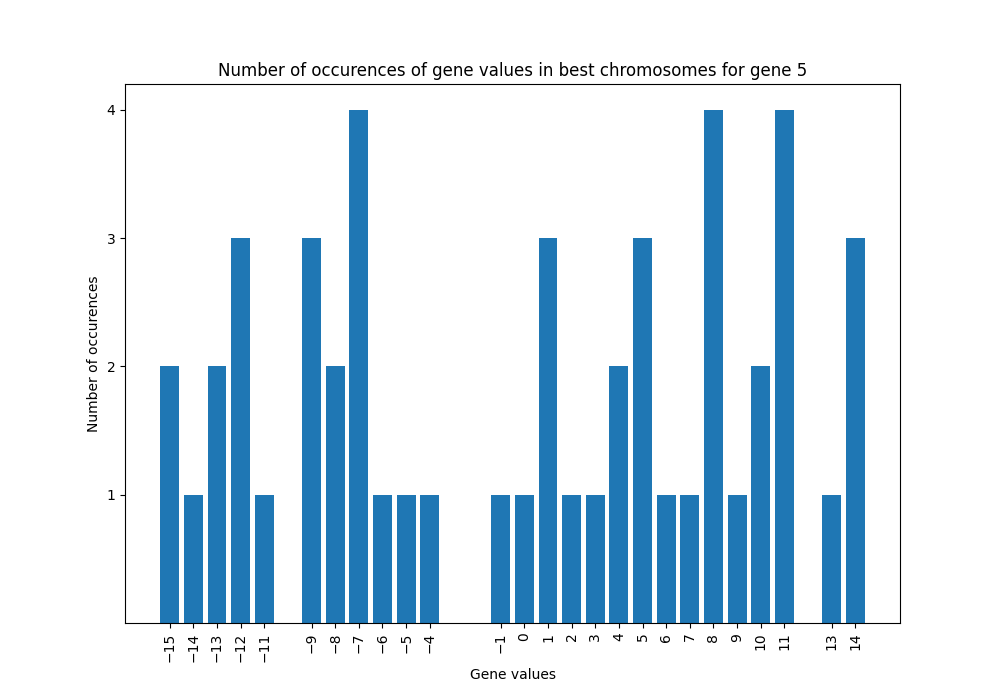 Number of occurences of gene values in best chromosomes for gene 5
Number of occurences
4
3
2
1
−15 −14 −13 −12 −11 −9 −8 −7 −6 −5 −4 −1 0 1 2 3 4 5 6 7 8 9 10 11 13 14
Gene values